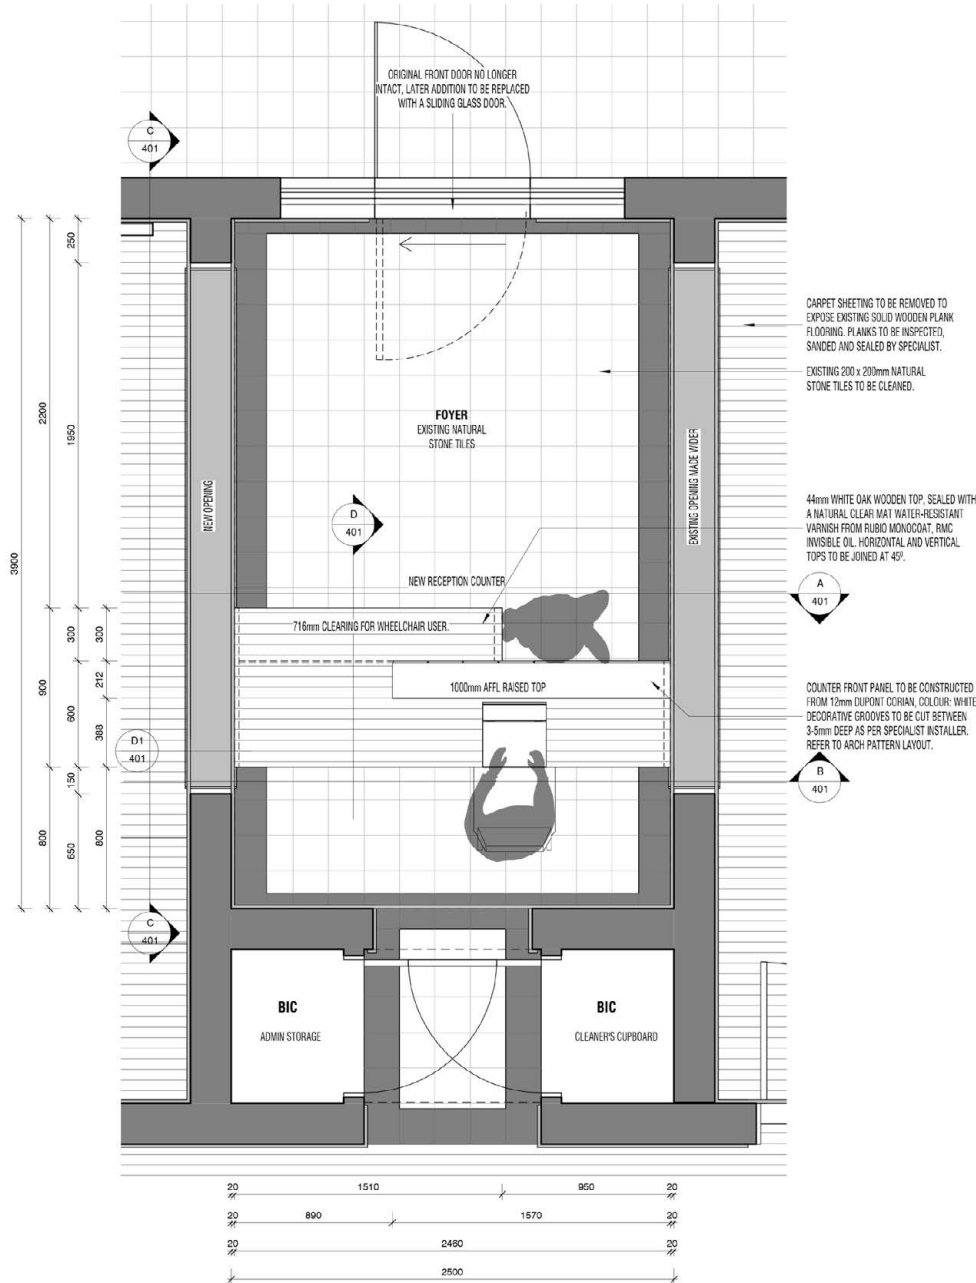 ORIGINAL FRONT DOOR NO LONGER
INTACT, LATER ADDITION TO BE REPLACED
WITH A SLIDING GLASS DOOR.
C
401
250
CARPET SHEETING TO BE REMOVED TO
EXPOSE EXISTING SOLID WOODEN PLANK
FLOORING. PLANKS TO BE INSPECTED,
SANDED AND SEALED BY SPECIALIST.
EXISTING 200 x 200mm NATURAL
STONE TILES TO BE CLEANED.
2200
1950
FOYER
EXISTING NATURAL
STONE TILES
NEW OPENING
EXISTING OPENING MADE WIDER
D
401
44mm WHITE OAK WOODEN TOP, SEALED WITH
A NATURAL CLEAR MAT WATER-RESISTANT
VARNISH FROM RUBIO MONOCOAT, RMC
INVISIBLE OIL. HORIZONTAL AND VERTICAL
TOPS TO BE JOINED AT 45º.
3900
NEW RECEPTION COUNTER
A
401
300
300
716mm CLEARING FOR WHEELCHAIR USER.
900
600
212
388
1000mm AFFL RAISED TOP
COUNTER FRONT PANEL TO BE CONSTRUCTED
FROM 12mm DUPONT CORIAN, COLOUR: WHITE
DECORATIVE GROOVES TO BE CUT BETWEEN
3-5mm DEEP AS PER SPECIALIST INSTALLER.
REFER TO ARCH PATTERN LAYOUT.
D1
401
B
401
150
800
650
800
C
401
BIC
ADMIN STORAGE
BIC
CLEANER'S CUPBOARD
20 1510 950 20
20 890 1570 20
20 2460 20
2500